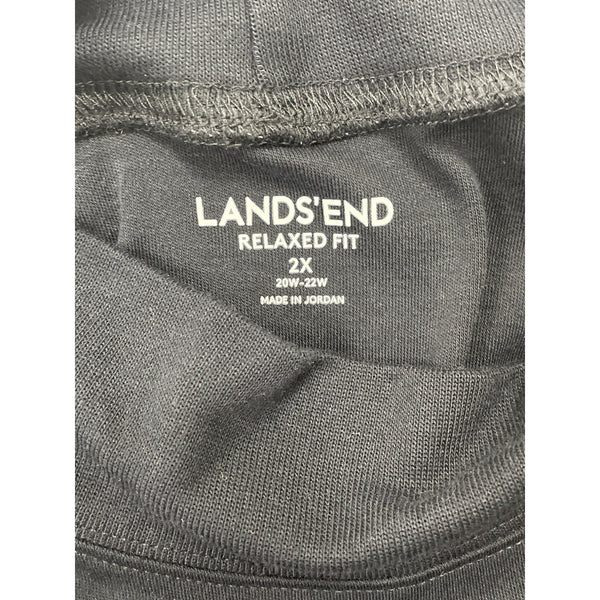 LANDS'END
RELAXED FIT
2X
20W-22W
MADE IN JORDAN